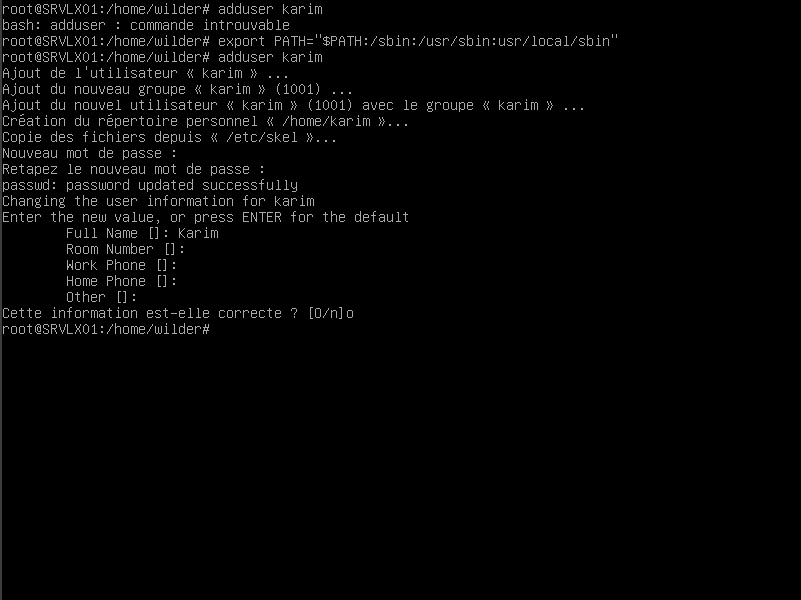 root@SRVLX01:/home/wilder# adduser karim
bash: adduser : commande introuvable
root@SRVLX01:/home/wilder# export PATH="$PATH:/sbin:/usr/sbin:usr/local/sbin"
root@SRVLX01:/home/wilder# adduser karim
Ajout de l'utilisateur « karim » ...
Ajout du nouveau groupe « karim » (1001) ...
Ajout du nouvel utilisateur « karim » (1001) avec le groupe « karim » ...
Création du répertoire personnel « /home/karim »...
Copie des fichiers depuis « /etc/skel »...
Nouveau mot de passe :
Retapez le nouveau mot de passe :
passwd: password updated successfully
Changing the user information for karim
Enter the new value, or press ENTER for the default
        Full Name []: Karim
        Room Number []:
        Work Phone []:
        Home Phone []:
        Other []:
Cette information est-elle correcte ? [O/n]o
root@SRVLX01:/home/wilder#